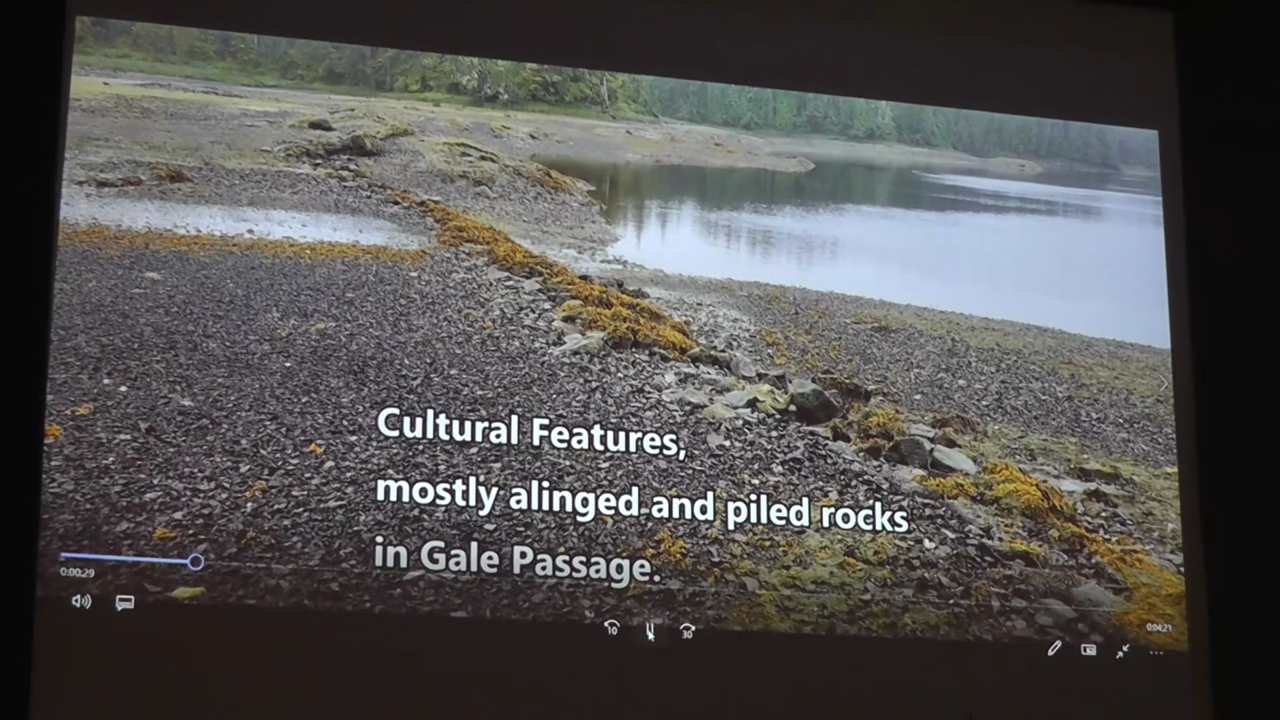 Cultural Features,
mostly alinged and piled rocks
in Gale Passage.
0:00:29
10
30
0:04:21